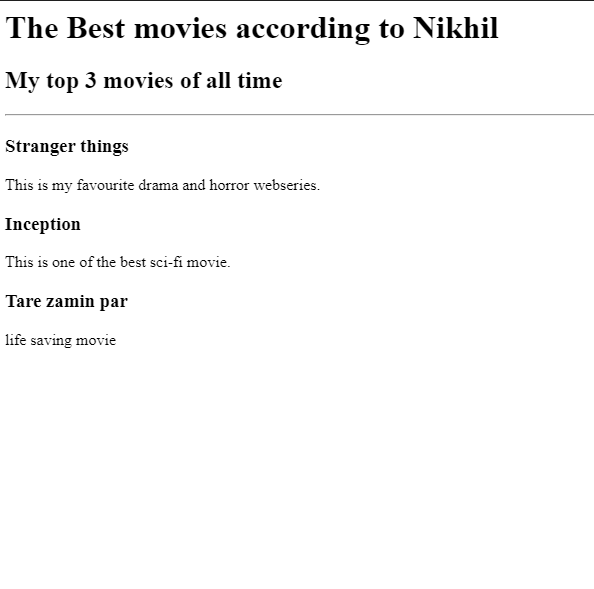 The Best movies according to Nikhil
My top 3 movies of all time
Stranger things
This is my favourite drama and horror webseries.
Inception
This is one of the best sci-fi movie.
Tare zamin par
life saving movie